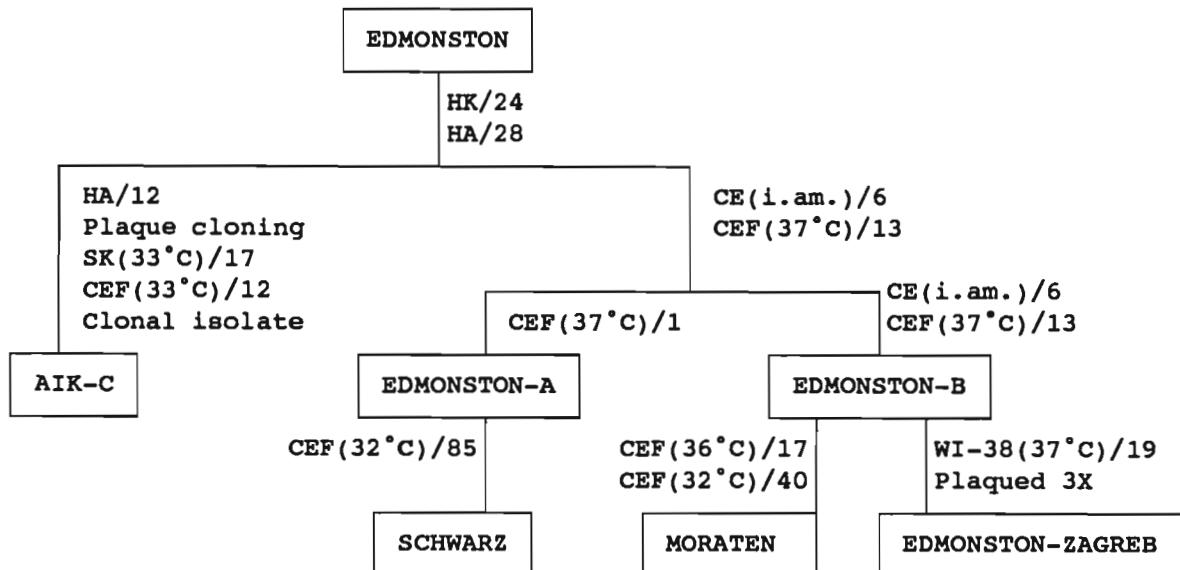 EDMONSTON
HK/24
HA/28
HA/12
Plaque cloning
SK(33°C)/17
CEF(33°C)/12
Clonal isolate
CE(i.am.)/6
CEF(37°C)/13
CEF(37°C)/1
CE(i.am.)/6
CEF(37°C)/13
AIK-C
EDMONSTON-A
EDMONSTON-B
CEF(32°C)/85
CEF(36°C)/17
CEF(32°C)/40
WI-38(37°C)/19
Plaqued 3X
SCHWARZ
MORATEN
EDMONSTON-ZAGREB